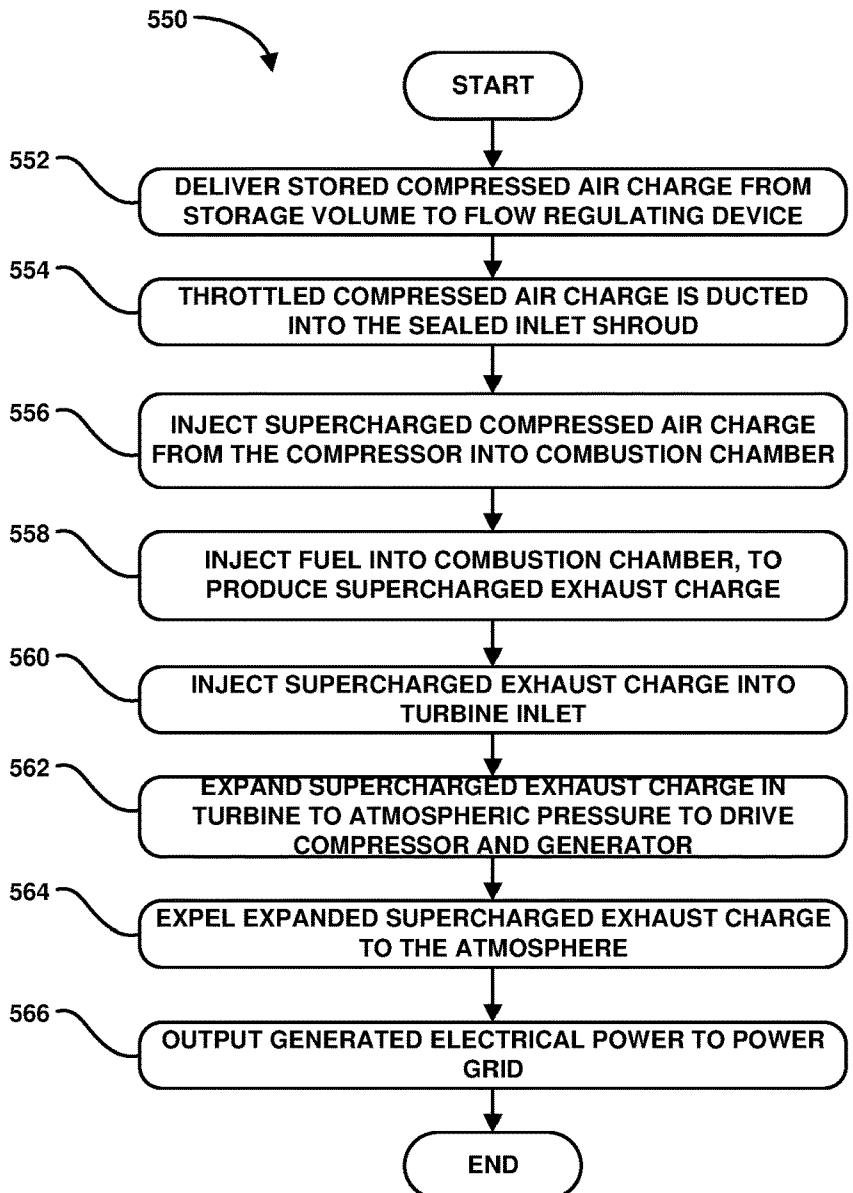 550
START
552
DELIVER STORED COMPRESSED AIR CHARGE FROM
STORAGE VOLUME TO FLOW REGULATING DEVICE
554
THROTTLED COMPRESSED AIR CHARGE IS DUCTED
INTO THE SEALED INLET SHROUD
556
INJECT SUPERCHARGED COMPRESSED AIR CHARGE
FROM THE COMPRESSOR INTO COMBUSTION CHAMBER
558
INJECT FUEL INTO COMBUSTION CHAMBER, TO
PRODUCE SUPERCHARGED EXHAUST CHARGE
560
INJECT SUPERCHARGED EXHAUST CHARGE INTO
TURBINE INLET
562
EXPAND SUPERCHARGED EXHAUST CHARGE IN
TURBINE TO ATMOSPHERIC PRESSURE TO DRIVE
COMPRESSOR AND GENERATOR
564
EXPEL EXPANDED SUPERCHARGED EXHAUST CHARGE
TO THE ATMOSPHERE
566
OUTPUT GENERATED ELECTRICAL POWER TO POWER
GRID
END